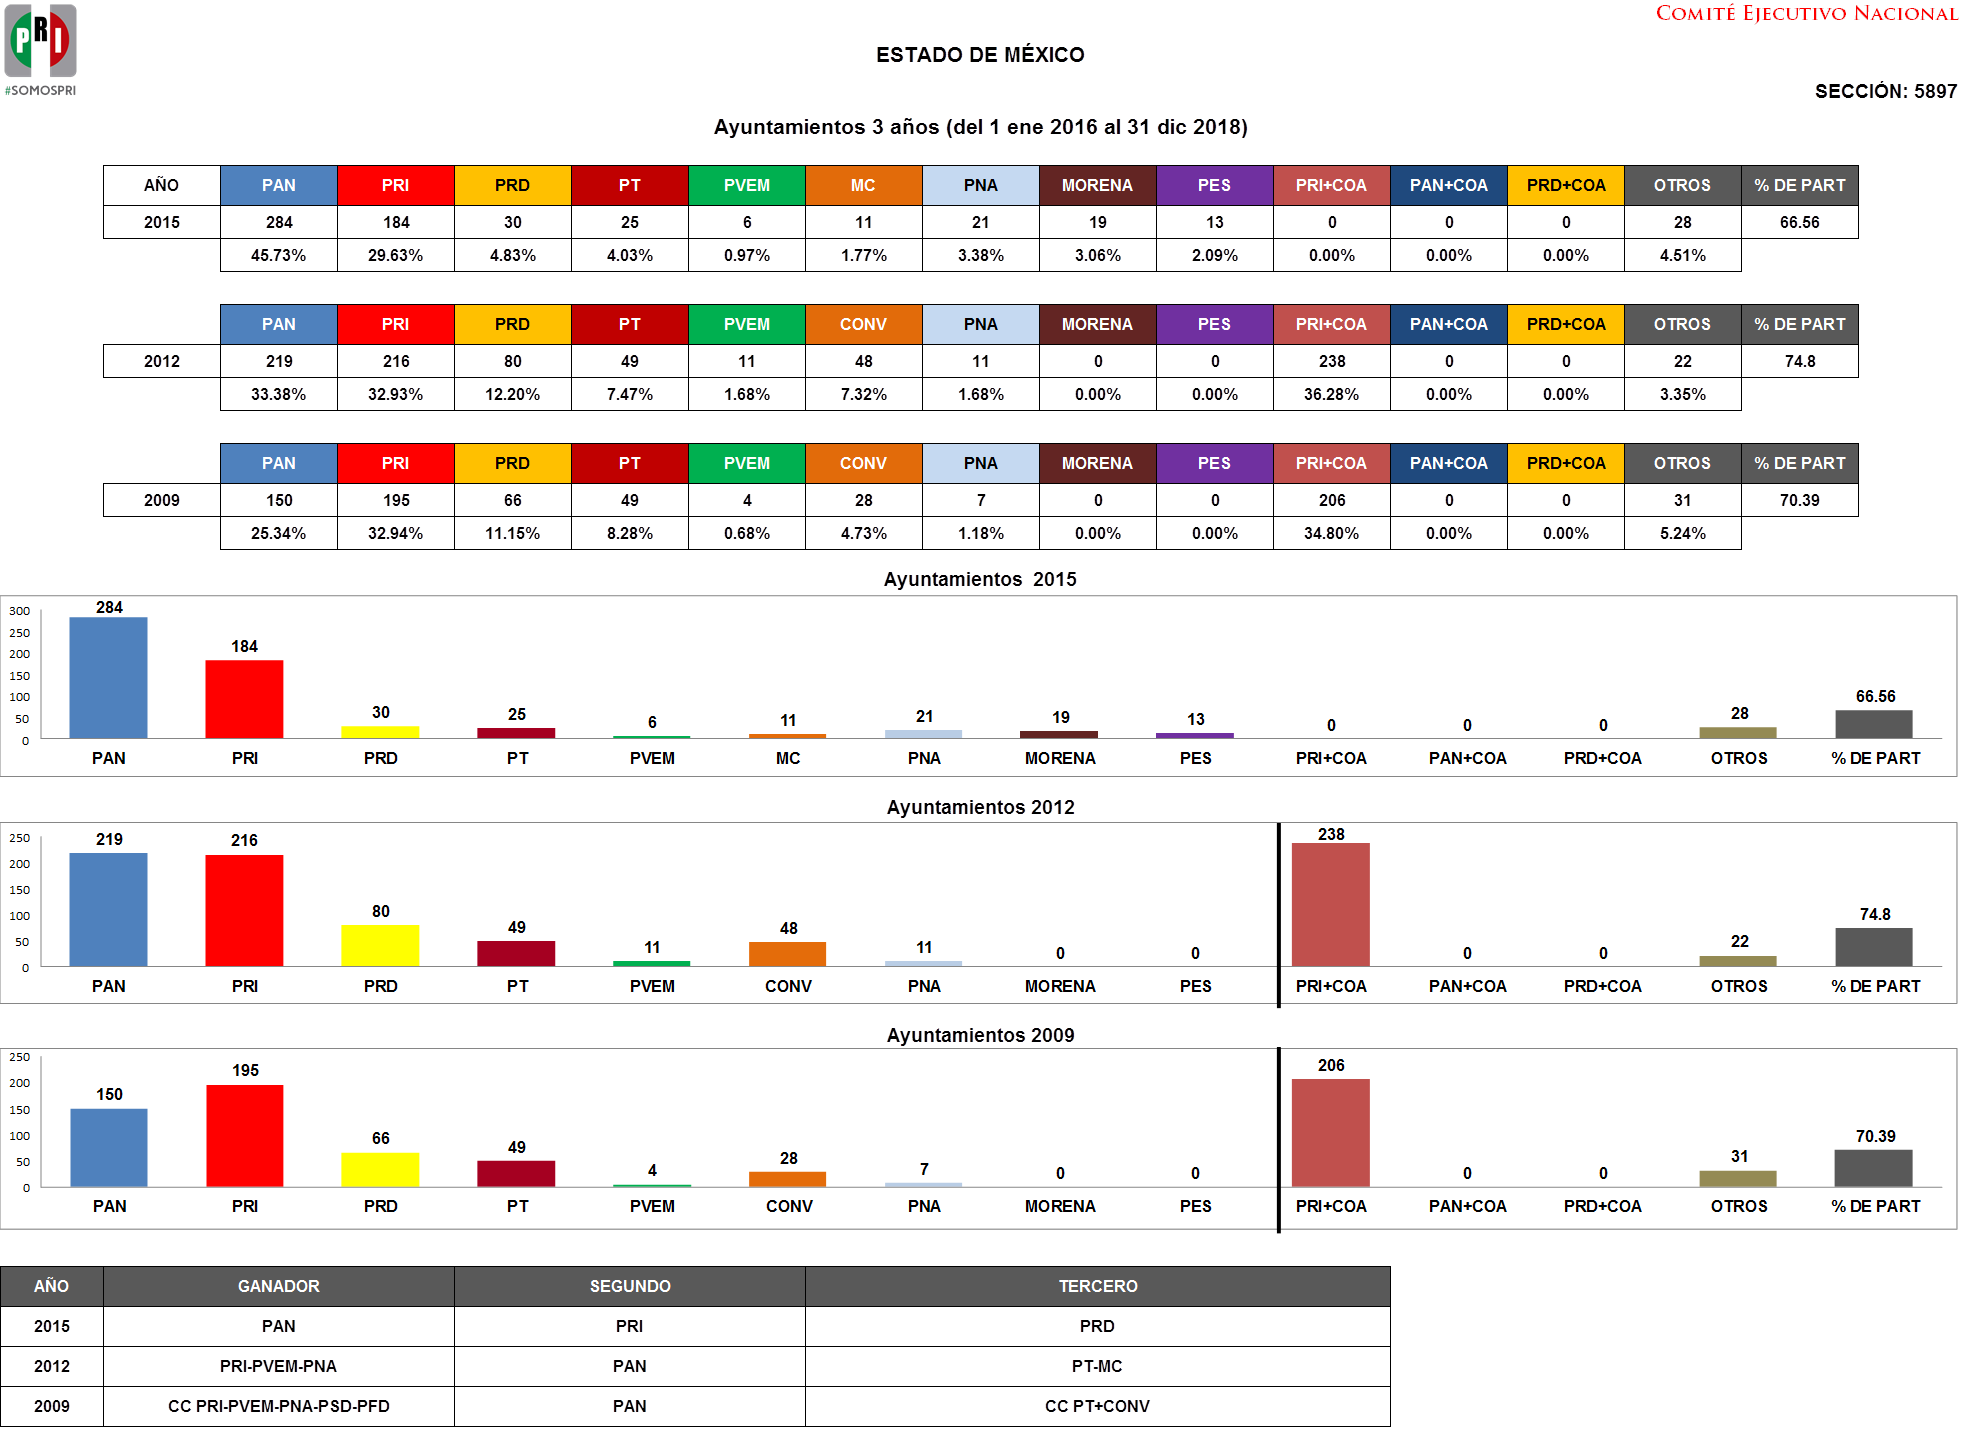 PRI
#SOMOSPRI
COMITÉ EJECUTIVO NACIONAL
ESTADO DE MÉXICO
SECCIÓN: 5897
Ayuntamientos 3 años (del 1 ene 2016 al 31 dic 2018)
AÑO PAN PRI PRD PT PVEM MC PNA MORENA PES PRI+COA PAN+COA PRD+COA OTROS % DE PART
2015 284 184 30 25 6 11 21 19 13 0 0 0 28 66.56
45.73% 29.63% 4.83% 4.03% 0.97% 1.77% 3.38% 3.06% 2.09% 0.00% 0.00% 0.00% 4.51%
PAN PRI PRD PT PVEM CONV PNA MORENA PES PRI+COA PAN+COA PRD+COA OTROS % DE PART
2012 219 216 80 49 11 48 11 0 0 238 0 0 22 74.8
33.38% 32.93% 12.20% 7.47% 1.68% 7.32% 1.68% 0.00% 0.00% 36.28% 0.00% 0.00% 3.35%
PAN PRI PRD PT PVEM CONV PNA MORENA PES PRI+COA PAN+COA PRD+COA OTROS % DE PART
2009 150 195 66 49 4 28 7 0 0 206 0 0 31 70.39
25.34% 32.94% 11.15% 8.28% 0.68% 4.73% 1.18% 0.00% 0.00% 34.80% 0.00% 0.00% 5.24%
Ayuntamientos 2015
300
250
200
150
100
50
0
284 184 30 25 6 11 21 19 13 0 0 0 28 66.56
PAN PRI PRD PT PVEM MC PNA MORENA PES PRI+COA PAN+COA PRD+COA OTROS % DE PART
Ayuntamientos 2012
250
200
150
100
50
0
219 216 80 49 11 48 11 0 0 238 0 0 22 74.8
PAN PRI PRD PT PVEM CONV PNA MORENA PES PRI+COA PAN+COA PRD+COA OTROS % DE PART
Ayuntamientos 2009
250
200
150
100
50
0
150 195 66 49 4 28 7 0 0 206 0 0 31 70.39
PAN PRI PRD PT PVEM CONV PNA MORENA PES PRI+COA PAN+COA PRD+COA OTROS % DE PART
AÑO GANADOR SEGUNDO TERCERO
2015 PAN PRI PRD
2012 PRI-PVEM-PNA PAN PT-MC
2009 CC PRI-PVEM-PNA-PSD-PFD PAN CC PT+CONV